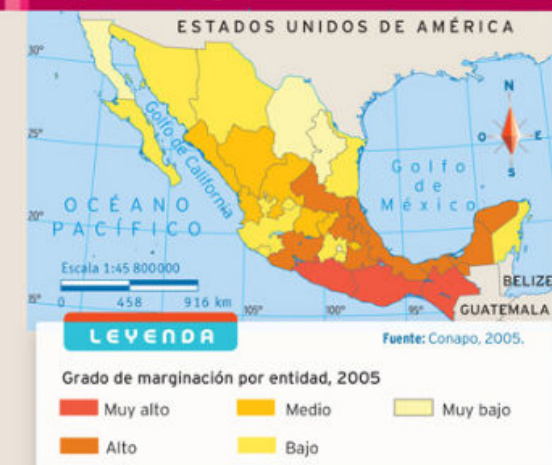 ESTADOS UNIDOS DE AMÉRICA
30°
N
25°
Golfo de California
O
E
Golfo
de
México
S
OCÉANO
PACÍFICO
20°
Escala 1:45 800 000
0 458 916 km
BELIZE
GUATEMALA
105° 100° 95°
LEYENDA
Fuente: Conapo, 2005.
Grado de marginación por entidad, 2005
Muy alto
Medio
Muy bajo
Alto
Bajo